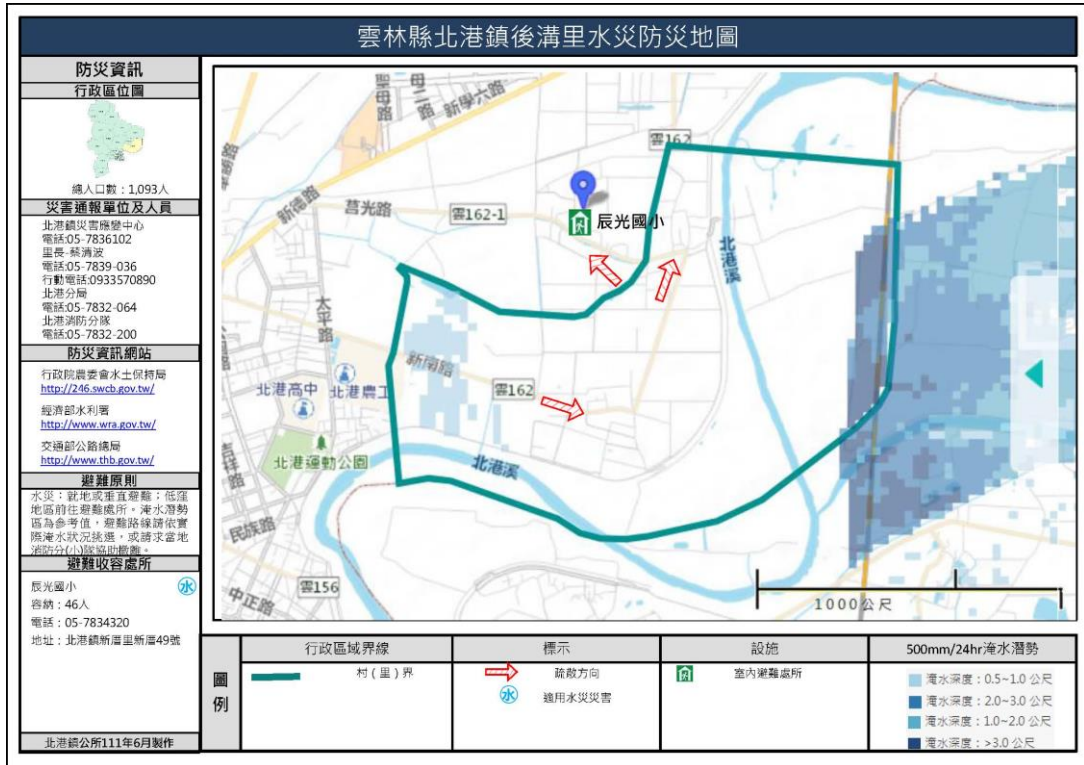 雲林縣北港鎮後溝里水災防災地圖
防災資訊
行政區位圖
總人口數：1,093人
災害通報單位及人員
北港鎮災害應變中心
電話:05-7836102
里長-蔡清波
電話:05-7839-036
行動電話:0933570890
北港分局
電話:05-7832-064
北港消防分隊
電話:05-7832-200
防災資訊網站
行政院農委會水土保持局
http://246.swcb.gov.tw/
經濟部水利署
http://www.wra.gov.tw/
交通部公路總局
http://www.thb.gov.tw/
避難原則
水災：就地或垂直避難；低窪
地區前往避難處所。淹水潛勢
區為參考值，避難路線請依實
際淹水狀況挑選，或請求當地
消防分(小)隊協助撤離。
避難收容處所
辰光國小
水
容納：46人
電話：05-7834320
地址：北港鎮新厝里新厝49號
北港鎮公所111年6月製作
聖母路
母二路
新學六路
雲162
新德路
莒光路
雲162-1
辰光國小
北港溪
太平路
新南路
北港高中
北港農工
雲162
北港運動公園
北港溪
吉祥路
民族路
雲156
中正路
1000公尺
圖例
行政區域界線
村（里）界
標示
疏散方向
水
適用水災災害
設施
室內避難處所
500mm/24hr淹水潛勢
淹水深度：0.5~1.0 公尺
淹水深度：2.0~3.0 公尺
淹水深度：1.0~2.0 公尺
淹水深度：>3.0 公尺